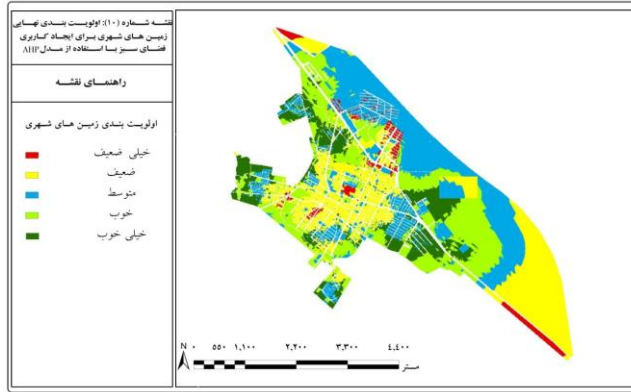 نقشه شماره (۱۰): اولویت بندی نهایی
زمین های شهری برای ایجاد کاربری
فضای سبز با استفاده از مدل AHP
راهنمای نقشه
اولویت بندی زمین های شهری
خیلی ضعیف
ضعیف
متوسط
خوب
خیلی خوب
N ۰ ۵۵۰ ۱,۱۰۰ ۲,۲۰۰ ۳,۳۰۰ ۴,۴۰۰
متر